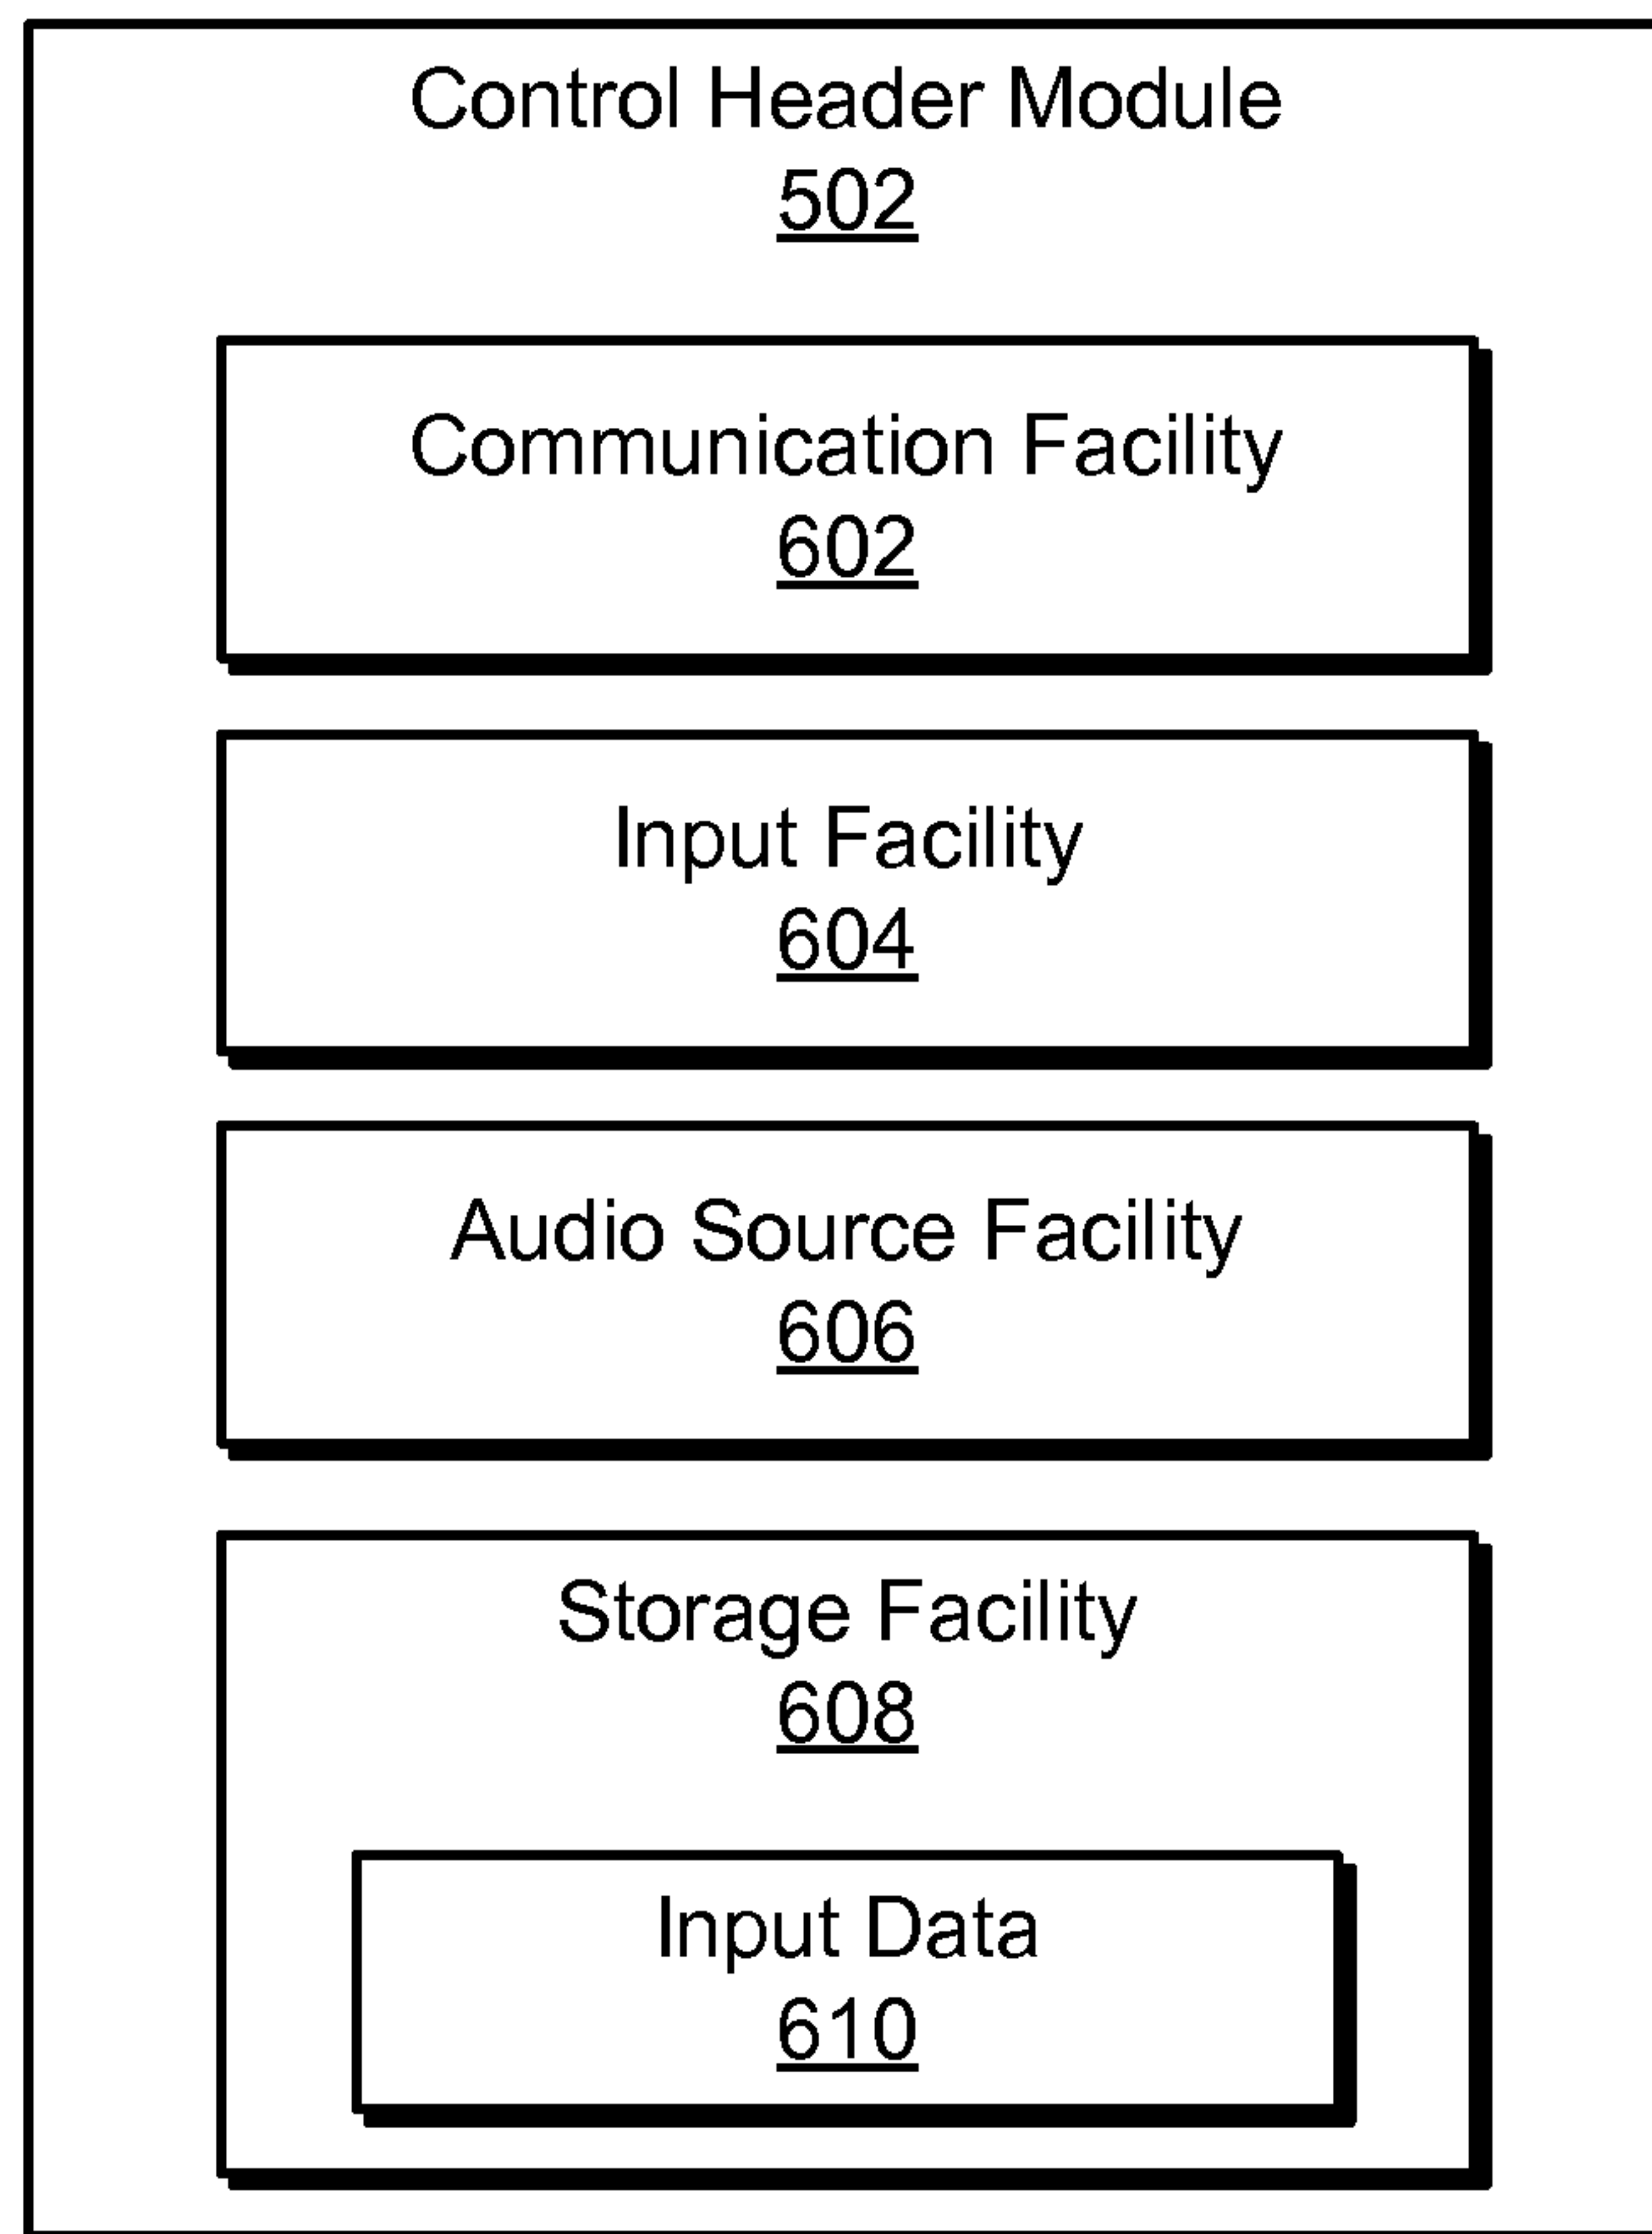 Control Header Module
502
Communication Facility
602
Input Facility
604
Audio Source Facility
606
Storage Facility
608
Input Data
610